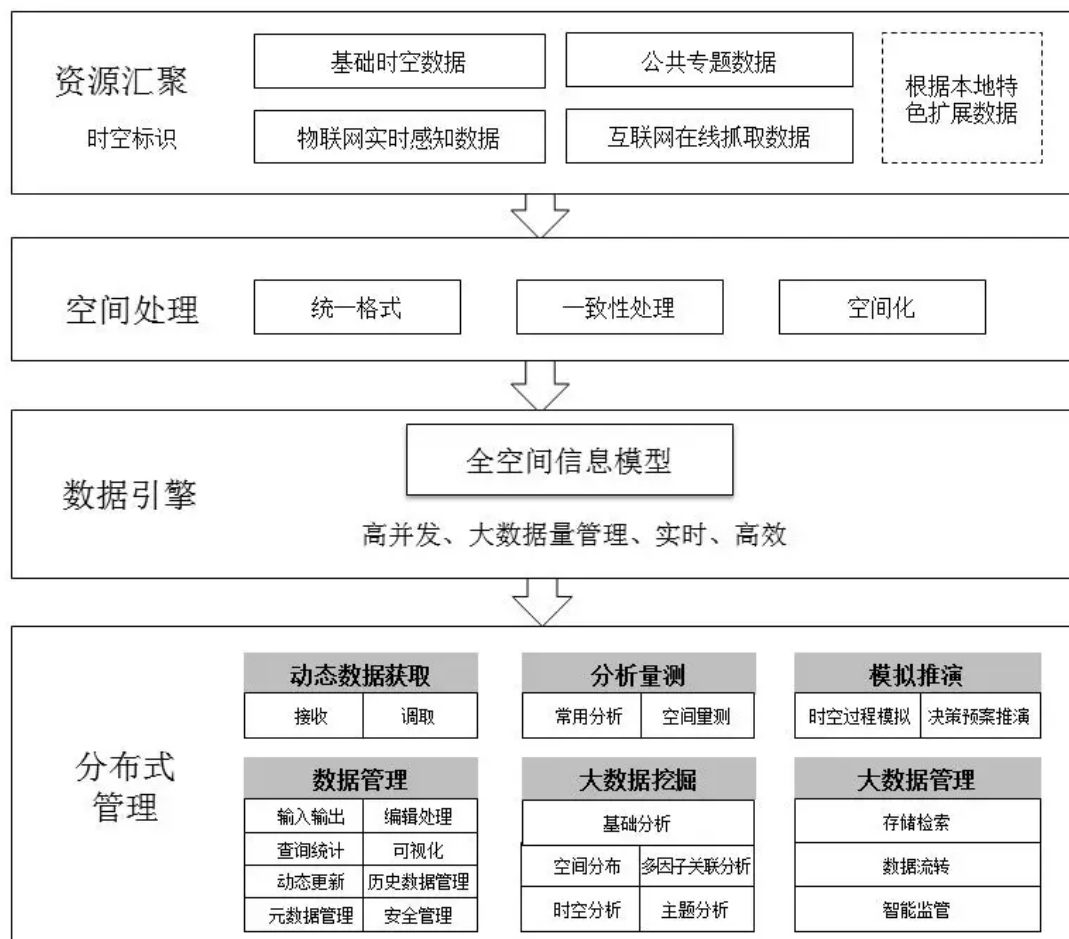 资源汇聚
时空标识
基础时空数据
公共专题数据
物联网实时感知数据
互联网在线抓取数据
根据本地特
色扩展数据
空间处理
统一格式
一致性处理
空间化
数据引擎
全空间信息模型
高并发、大数据量管理、实时、高效
分布式
管理
动态数据获取
接收
调取
分析量测
常用分析
空间量测
模拟推演
时空过程模拟
决策预案推演
数据管理
输入输出
编辑处理
查询统计
可视化
动态更新
历史数据管理
元数据管理
安全管理
大数据挖掘
基础分析
空间分布
多因子关联分析
时空分析
主题分析
大数据管理
存储检索
数据流转
智能监管